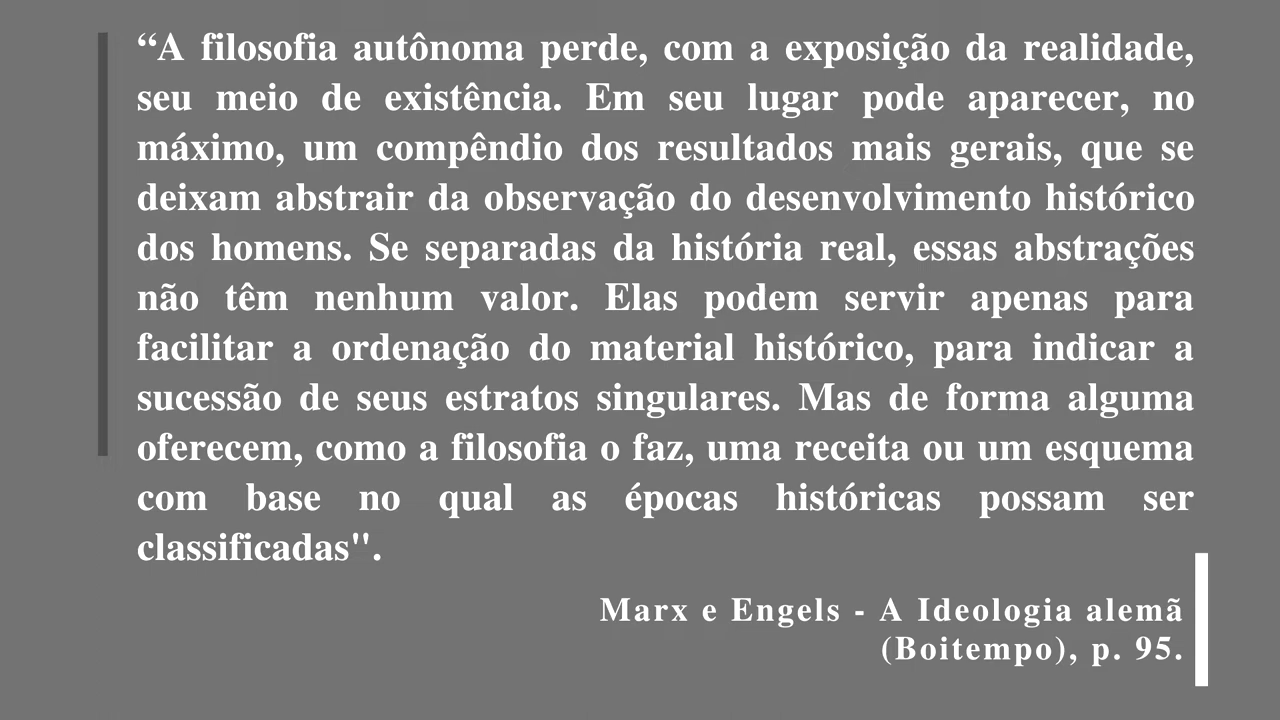 “A filosofia autônoma perde, com a exposição da realidade,
seu meio de existência. Em seu lugar pode aparecer, no
máximo, um compêndio dos resultados mais gerais, que se
deixam abstrair da observação do desenvolvimento histórico
dos homens. Se separadas da história real, essas abstrações
não têm nenhum valor. Elas podem servir apenas para
facilitar a ordenação do material histórico, para indicar a
sucessão de seus estratos singulares. Mas de forma alguma
oferecem, como a filosofia o faz, uma receita ou um esquema
com base no qual as épocas históricas possam ser
classificadas".
Marx e Engels - A Ideologia alemã
(Boitempo), p. 95.